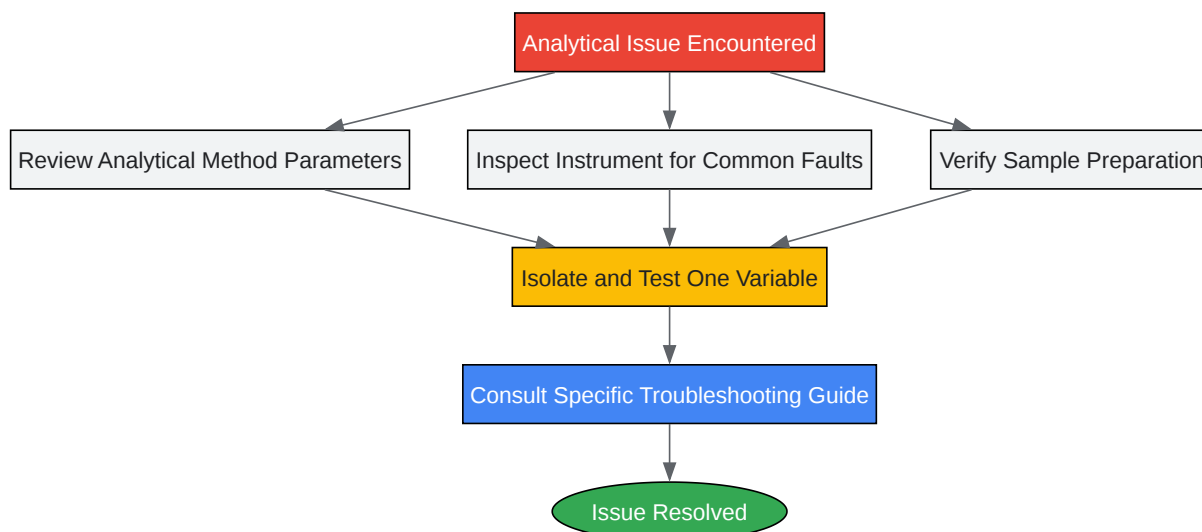 Analytical Issue Encountered
Review Analytical Method Parameters
Inspect Instrument for Common Faults
Verify Sample Preparation
Isolate and Test One Variable
Consult Specific Troubleshooting Guide
Issue Resolved